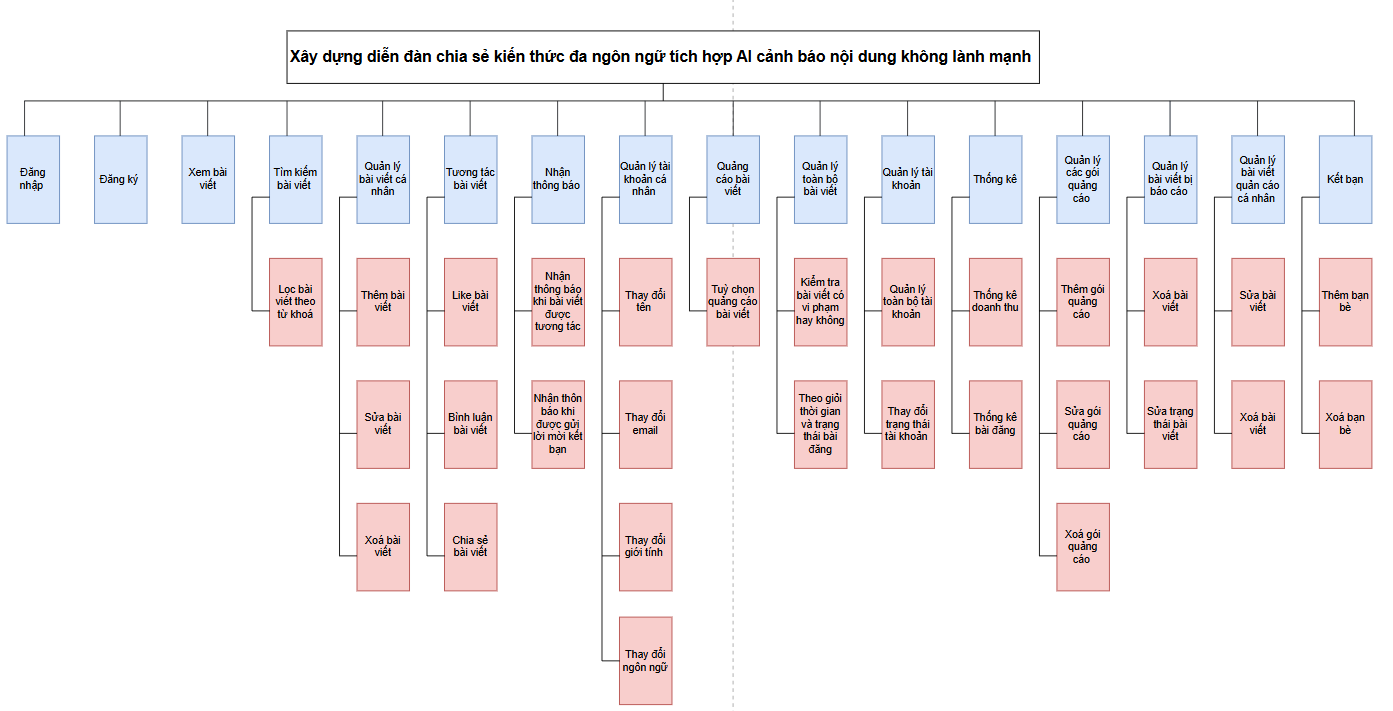 Xây dựng diễn đàn chia sẻ kiến thức đa ngôn ngữ tích hợp AI cảnh báo nội dung không lành mạnh
Đăng
nhập
Đăng ký
Xem bài
viết
Tìm kiếm
bài viết
Quản lý
bài viết cá
nhân
Tương tác
bài viết
Nhận
thông báo
Quản lý tài
khoản cá
nhân
Quảng
cáo bài
viết
Quản lý
toàn bộ
bài viết
Quản lý tài
khoản
Thống kê
Quản lý
các gói
quảng
cáo
Quản lý
bài viết bị
báo cáo
Quản lý
bài viết
quản cáo
cá nhân
Kết bạn
Lọc bài
viết theo
từ khoá
Thêm bài
viết
Like bài
viết
Nhận
thông báo
khi bài viết
được
tương tác
Thay đổi
tên
Tuỳ chọn
quảng cáo
bài viết
Kiểm tra
bài viết có
vi phạm
hay không
Quản lý
toàn bộ tài
khoản
Thống kê
doanh thu
Thêm gói
quảng
cáo
Xoá bài
viết
Sửa bài
viết
Thêm bạn
bè
Sửa bài
viết
Bình luận
bài viết
Nhận thôn
báo khi
được gửi
lời mời kết
bạn
Thay đổi
email
Theo giỏi
thời gian
và trạng
thái bài
đăng
Thay đổi
trạng thái
tài khoản
Thống kê
bài đăng
Sửa gói
quảng
cáo
Sửa trạng
thái bài
viết
Xoá bài
viết
Xoá bạn
bè
Xoá bài
viết
Chia sẻ
bài viết
Thay đổi
giới tính
Xoá gói
quảng
cáo
Thay đổi
ngôn ngữ